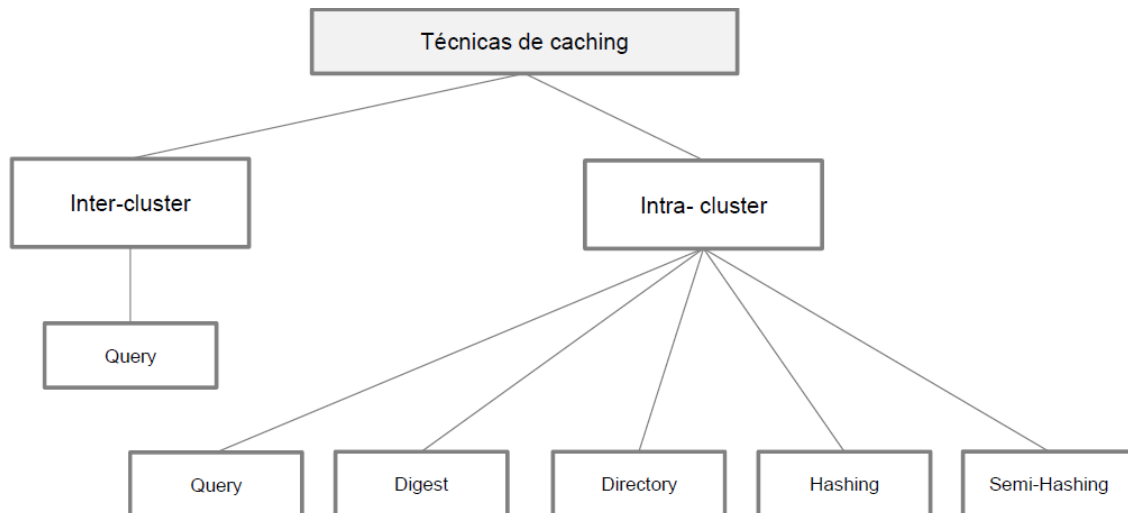 Técnicas de caching
Inter-cluster
Intra- cluster
Query
Query
Digest
Directory
Hashing
Semi-Hashing